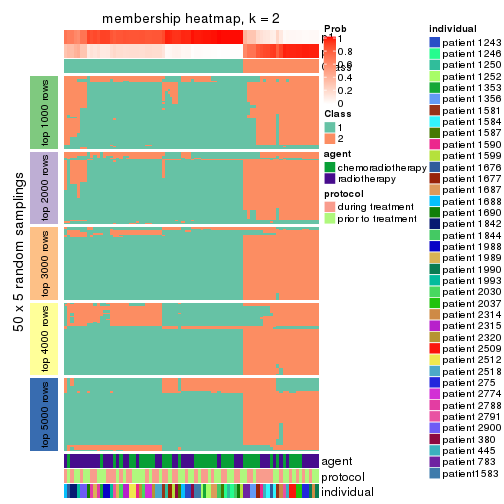 membership heatmap, k = 2
50 x 5 random samplings
top 1000 rows
top 2000 rows
top 3000 rows
top 4000 rows
top 5000 rows
agent
protocol
individual
Prob
1
0.8
0.6
0.4
0.2
0
Class
1
2
agent
chemoradiotherapy
radiotherapy
protocol
during treatment
prior to treatment
individual
patient 1243
patient 1246
patient 1250
patient 1252
patient 1353
patient 1356
patient 1581
patient 1584
patient 1587
patient 1590
patient 1599
patient 1676
patient 1677
patient 1687
patient 1688
patient 1690
patient 1842
patient 1844
patient 1988
patient 1989
patient 1990
patient 1993
patient 2030
patient 2037
patient 2314
patient 2315
patient 2320
patient 2509
patient 2512
patient 2518
patient 275
patient 2774
patient 2788
patient 2791
patient 2900
patient 380
patient 445
patient 783
patient1583